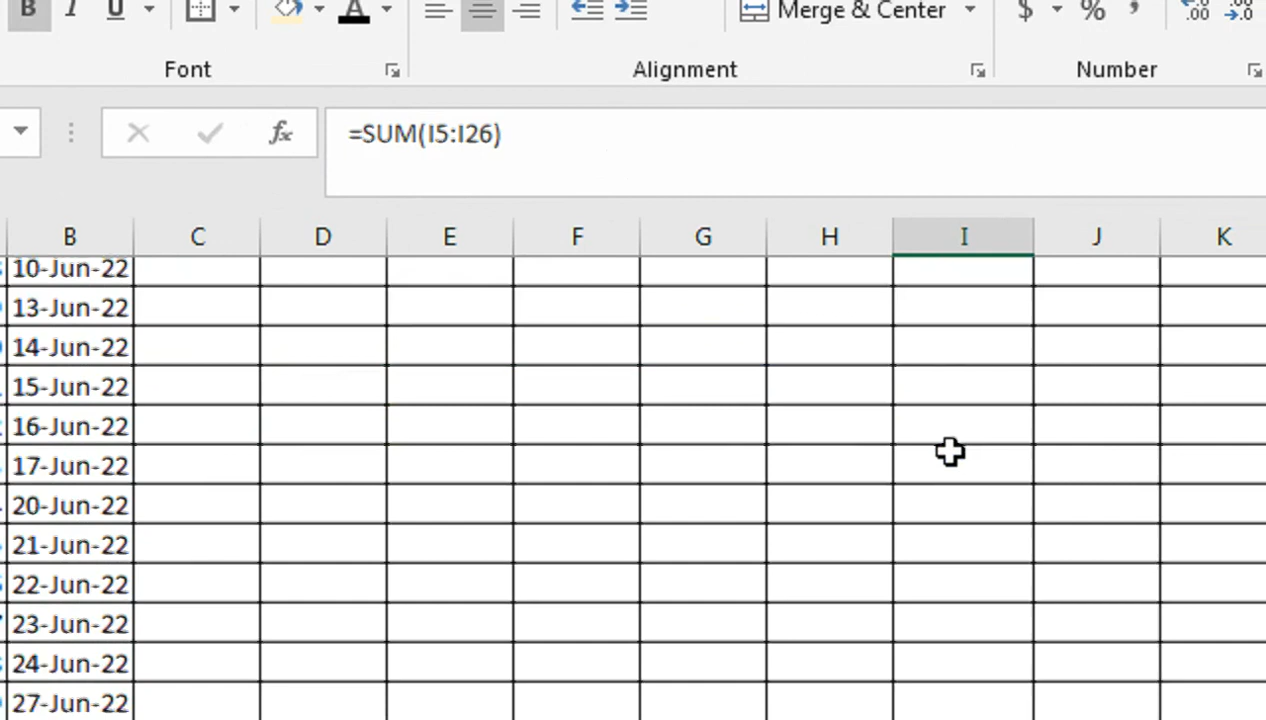 B I U A Merge & Center $ % , .00 .0
Font Alignment Number
fx =SUM(I5:I26)
B C D E F G H I J K
10-Jun-22
13-Jun-22
14-Jun-22
15-Jun-22
16-Jun-22
17-Jun-22
20-Jun-22
21-Jun-22
22-Jun-22
23-Jun-22
24-Jun-22
27-Jun-22